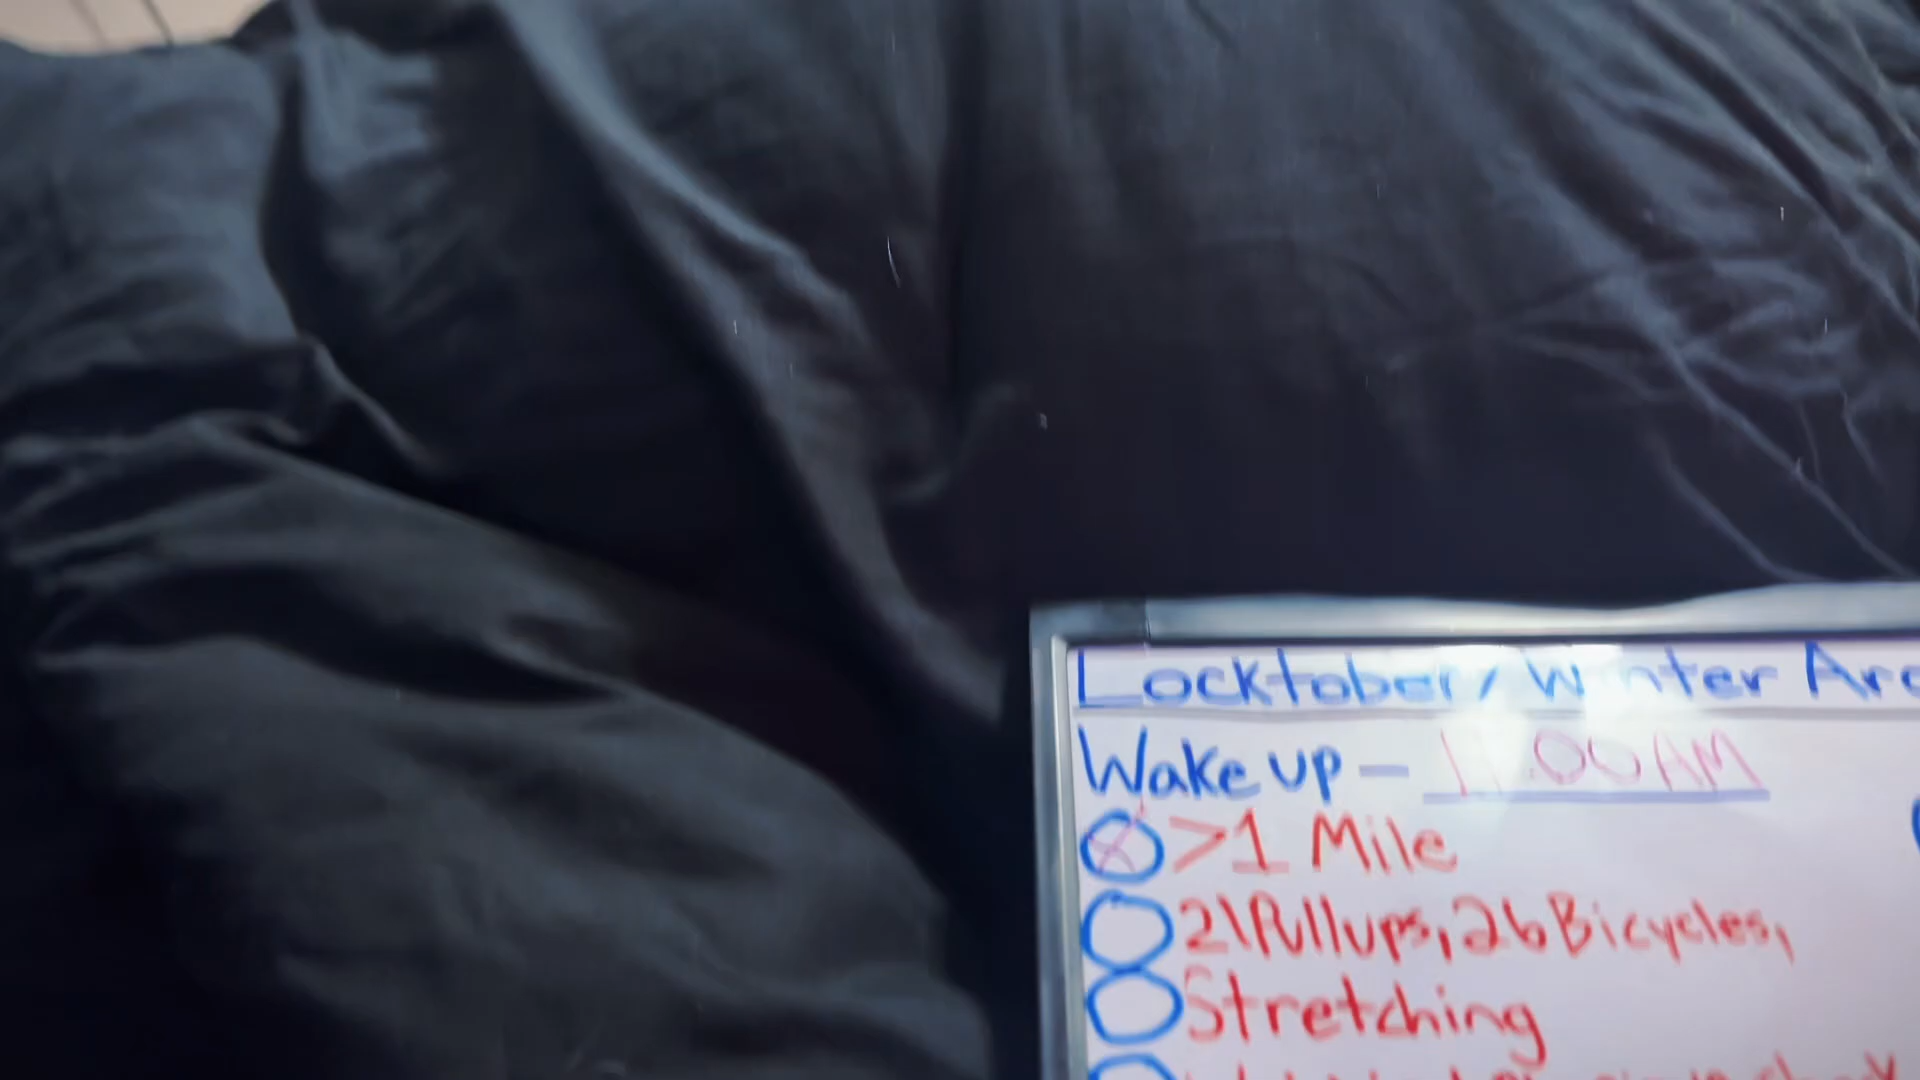 Locktober/Winter Arc
Wake up - 11:00AM
>1 Mile
21 Pullups, 26 Bicycles,
Stretching